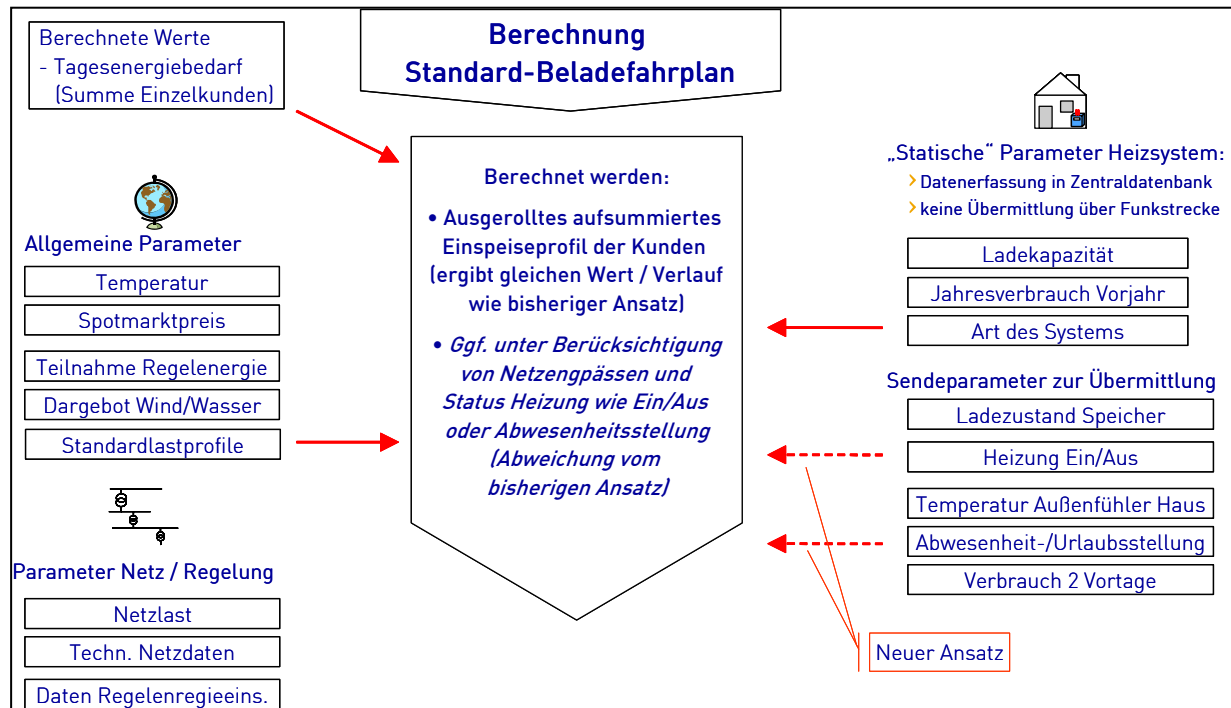 Berechnung
Standard-Beladefahrplan
Berechnete Werte
- Tagesenergiebedarf
(Summe Einzelkunden)
Allgemeine Parameter
Temperatur
Spotmarktpreis
Teilnahme Regelenergie
Dargebot Wind/Wasser
Standardlastprofile
Parameter Netz / Regelung
Netzlast
Techn. Netzdaten
Daten Regelenregieeins.
Berechnet werden:
• Ausgerolltes aufsummiertes
Einspeiseprofil der Kunden
(ergibt gleichen Wert / Verlauf
wie bisheriger Ansatz)
• Ggf. unter Berücksichtigung
von Netzengpässen und
Status Heizung wie Ein/Aus
oder Abwesenheitsstellung
(Abweichung vom
bisherigen Ansatz)
„Statische“ Parameter Heizsystem:
› Datenerfassung in Zentraldatenbank
› keine Übermittlung über Funkstrecke
Ladekapazität
Jahresverbrauch Vorjahr
Art des Systems
Sendeparameter zur Übermittlung
Ladezustand Speicher
Heizung Ein/Aus
Temperatur Außenfühler Haus
Abwesenheit-/Urlaubsstellung
Verbrauch 2 Vortage
Neuer Ansatz